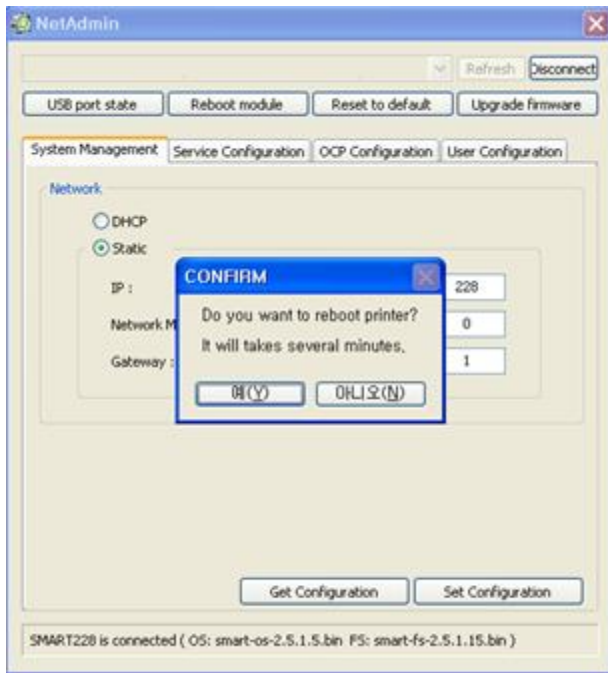 NetAdmin
Refresh Disconnect
USB port state Reboot module Reset to default Upgrade firmware
System Management Service Configuration OCP Configuration User Configuration
Network
DHCP
Static
CONFIRM
IP : 228
Do you want to reboot printer?
Network M 0
It will takes several minutes.
Gateway : 1
예(Y) 아니오(N)
Get Configuration Set Configuration
SMART228 is connected ( OS: smart-os-2.5.1.5.bin FS: smart-fs-2.5.1.15.bin )